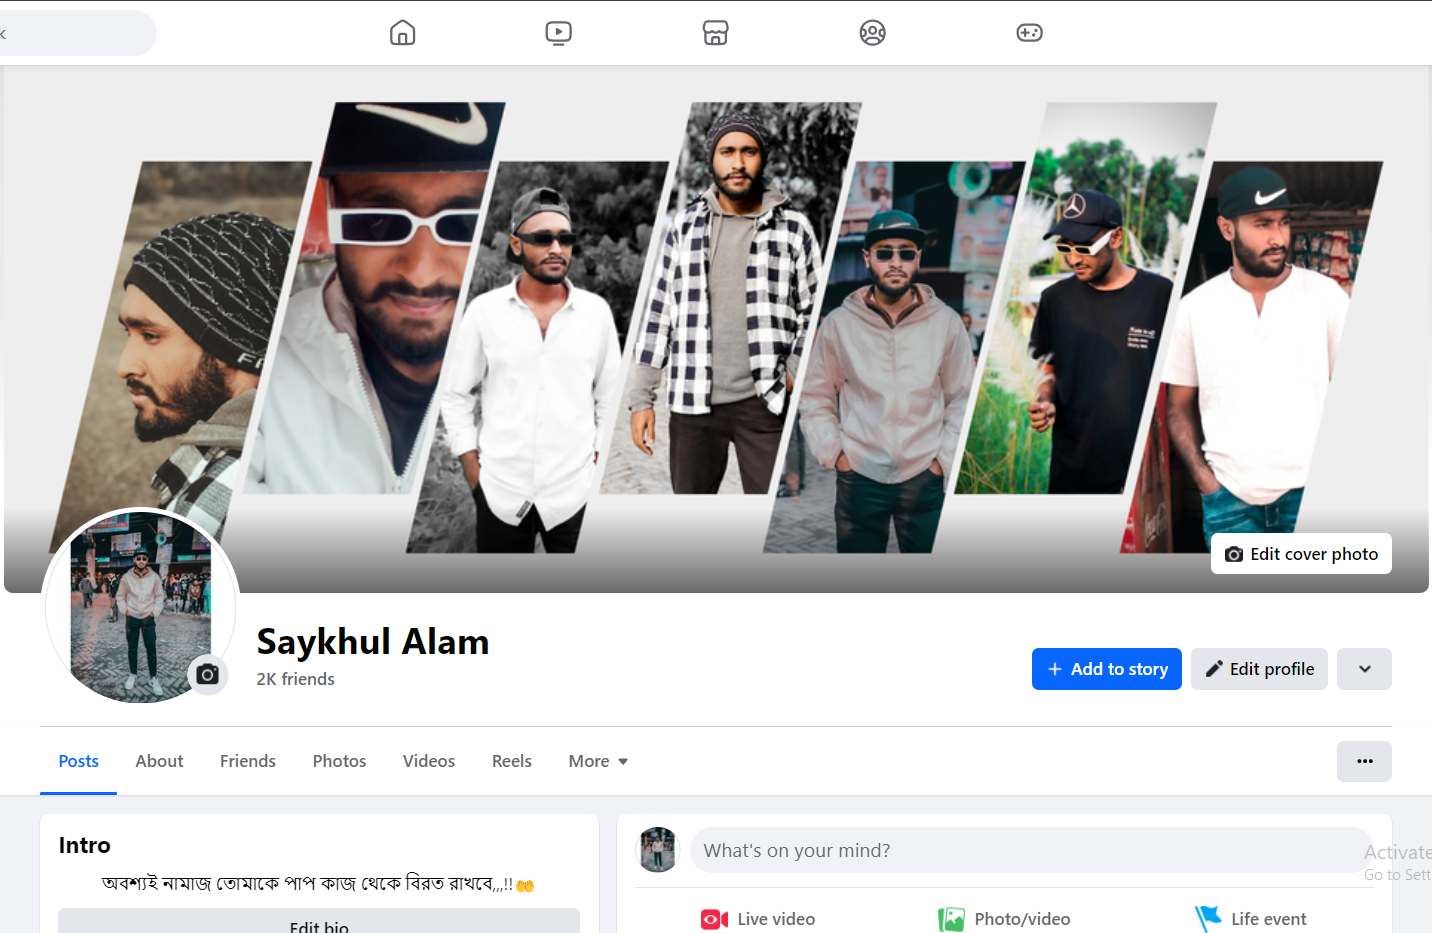 Edit cover photo
Saykhul Alam
2K friends
+ Add to story
Edit profile
Posts
About
Friends
Photos
Videos
Reels
More
Intro
অবশ্যই নামাজ তোমাকে পাপ কাজ থেকে বিরত রাখবে,,,!!🤲
Edit bio
What's on your mind?
Live video
Photo/video
Life event
Activate
Go to Sett